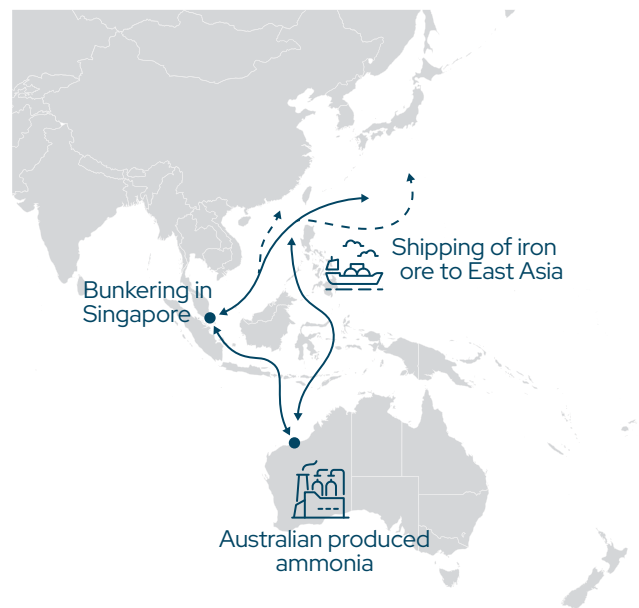 Shipping of iron
ore to East Asia
Bunkering in
Singapore
Australian produced
ammonia